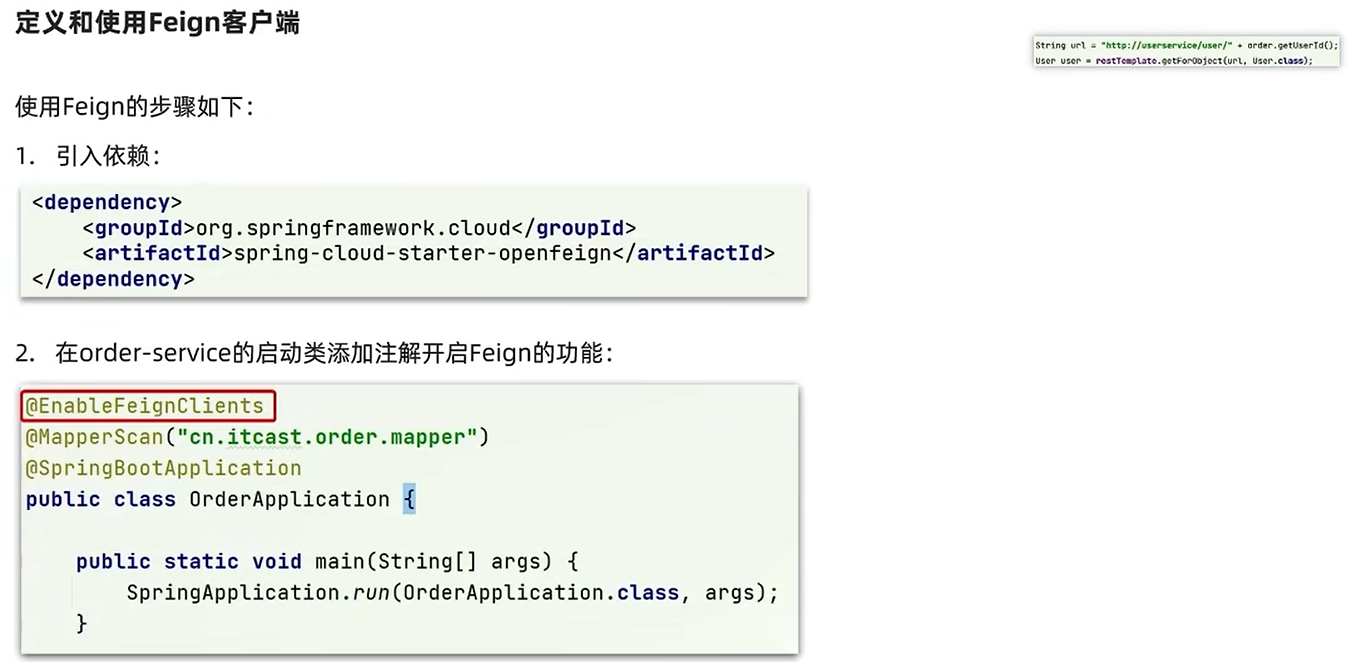 定义和使用Feign客户端
String url = "http://userservice/user/" + order.getUserId();
User user = restTemplate.getForObject(url, User.class);
使用Feign的步骤如下：
1. 引入依赖：
<dependency>
    <groupId>org.springframework.cloud</groupId>
    <artifactId>spring-cloud-starter-openfeign</artifactId>
</dependency>
2. 在order-service的启动类添加注解开启Feign的功能：
@EnableFeignClients
@MapperScan("cn.itcast.order.mapper")
@SpringBootApplication
public class OrderApplication {
    public static void main(String[] args) {
        SpringApplication.run(OrderApplication.class, args);
    }